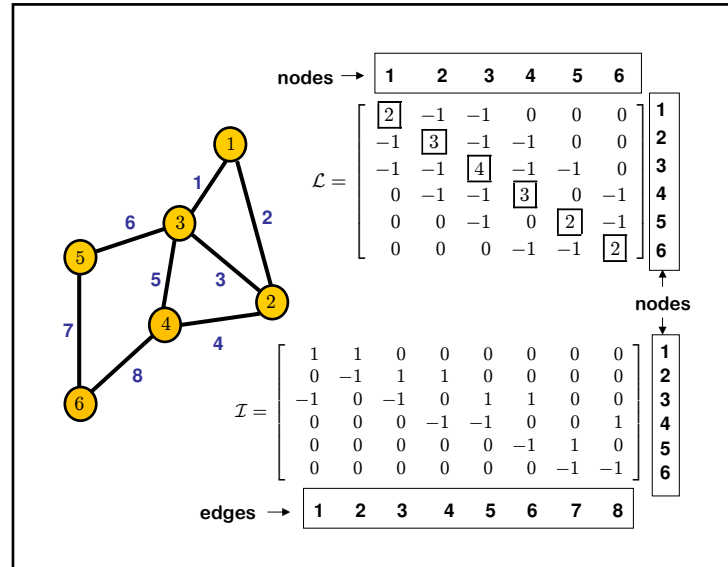 nodes → 1 2 3 4 5 6
ℒ = [ 2 −1 −1 0 0 0 ] 1
−1 3 −1 −1 0 0 2
−1 −1 4 −1 −1 0 3
0 −1 −1 3 0 −1 4
0 0 −1 0 2 −1 5
0 0 0 −1 −1 2 6
nodes
1
1
2
6
3
5
5
3
2
7
4
4
8
6
ℐ = [ 1 1 0 0 0 0 0 0 ] 1
0 −1 1 1 0 0 0 0 2
−1 0 −1 0 1 1 0 0 3
0 0 0 −1 −1 0 0 1 4
0 0 0 0 0 −1 1 0 5
0 0 0 0 0 0 −1 −1 6
edges → 1 2 3 4 5 6 7 8